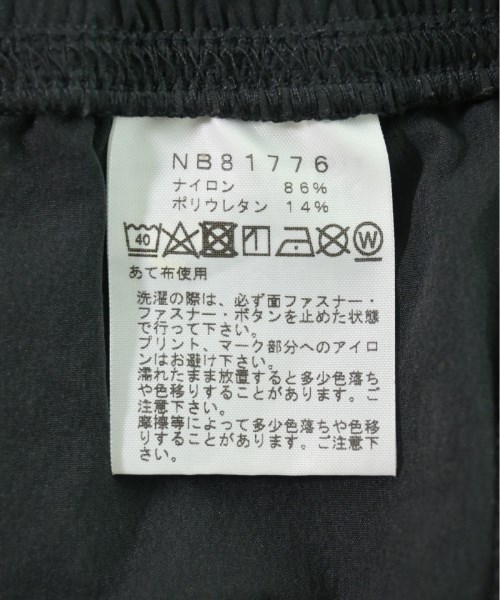 NB81776
ナイロン 86%
ポリウレタン 14%
40 W
あて布使用
洗濯の際は、必ず面ファスナー・
ファスナー・ボタンを止めた状態
で行って下さい。
プリント、マーク部分へのアイロ
ンはお避け下さい。
濡れたまま放置すると多少色落ち
や色移りすることがあります。ご
注意下さい。
摩擦等によって多少色落ちや色移
りすることがあります。ご注意下
さい。